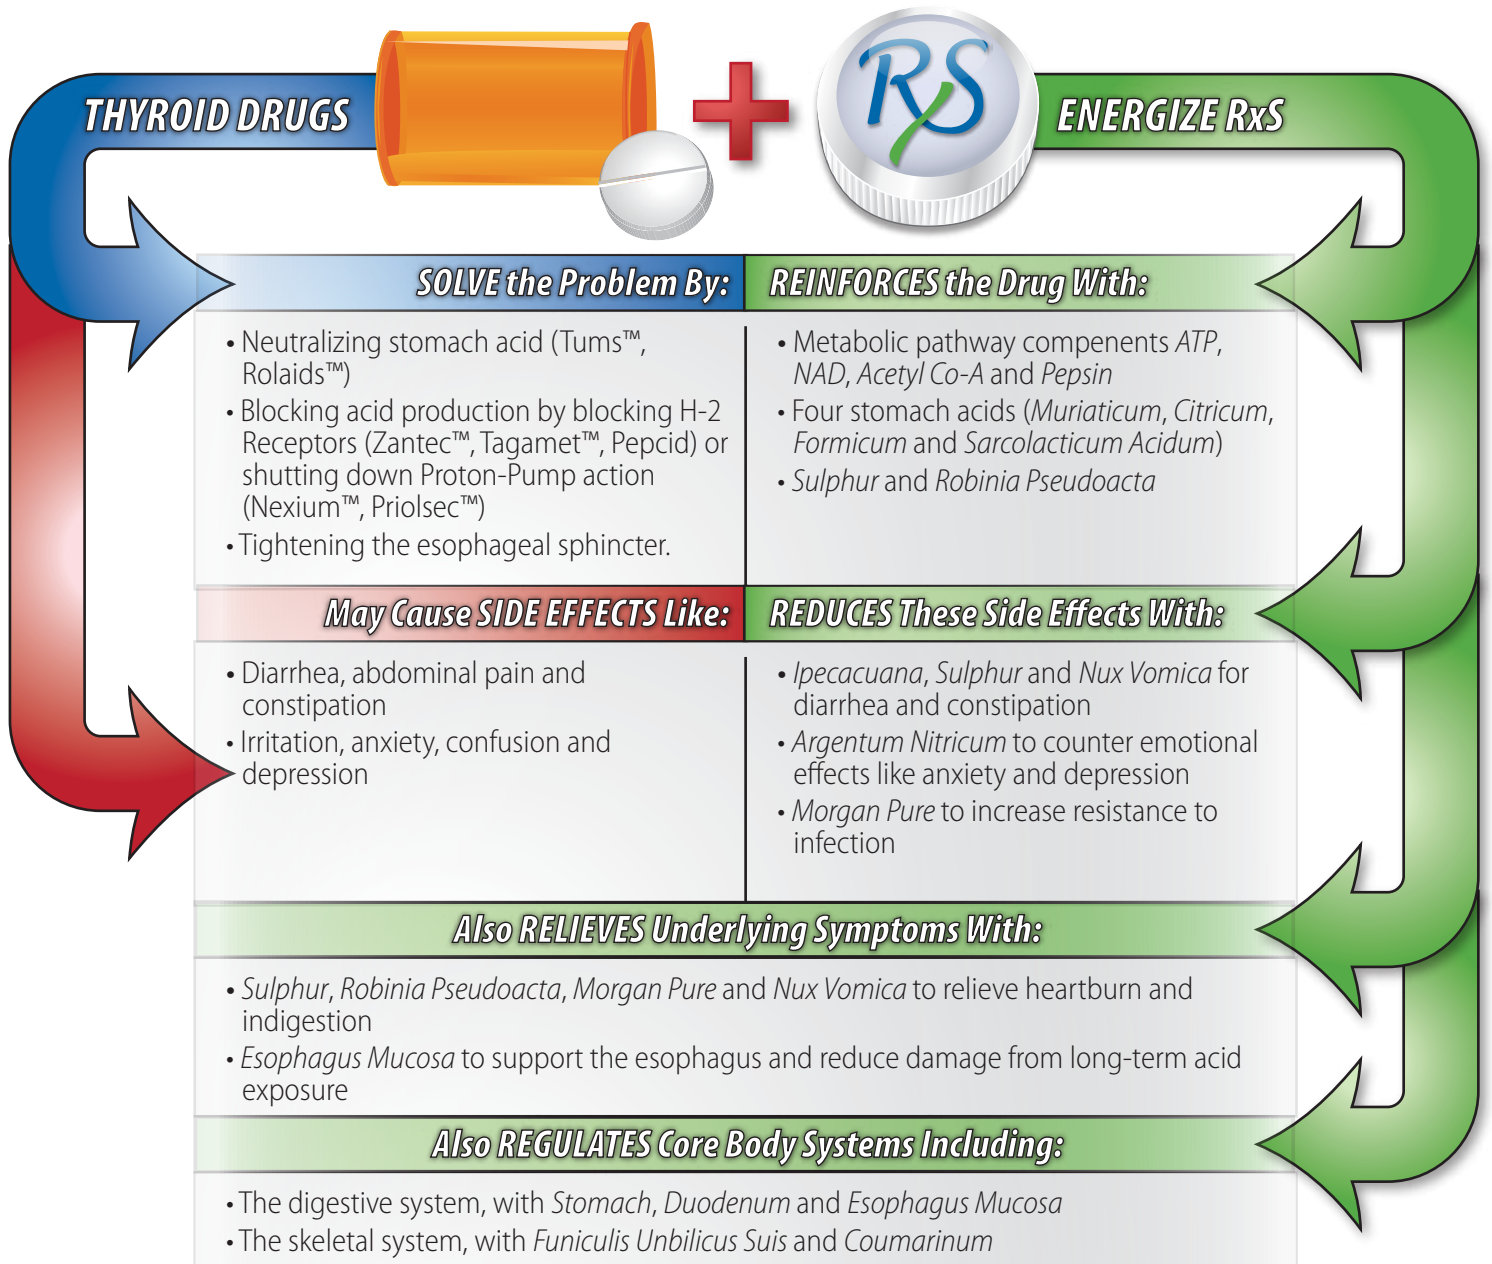 THYROID DRUGS
RxS
ENERGIZE RxS
SOLVE the Problem By:
• Neutralizing stomach acid (Tums™,
Rolaids™)
• Blocking acid production by blocking H-2
Receptors (Zantec™, Tagamet™, Pepcid) or
shutting down Proton-Pump action
(Nexium™, Priolsec™)
• Tightening the esophageal sphincter.
REINFORCES the Drug With:
• Metabolic pathway compenents ATP,
NAD, Acetyl Co-A and Pepsin
• Four stomach acids (Muriaticum, Citricum,
Formicum and Sarcolacticum Acidum)
• Sulphur and Robinia Pseudoacta
May Cause SIDE EFFECTS Like:
• Diarrhea, abdominal pain and
constipation
• Irritation, anxiety, confusion and
depression
REDUCES These Side Effects With:
• Ipecacuana, Sulphur and Nux Vomica for
diarrhea and constipation
• Argentum Nitricum to counter emotional
effects like anxiety and depression
• Morgan Pure to increase resistance to
infection
Also RELIEVES Underlying Symptoms With:
• Sulphur, Robinia Pseudoacta, Morgan Pure and Nux Vomica to relieve heartburn and
indigestion
• Esophagus Mucosa to support the esophagus and reduce damage from long-term acid
exposure
Also REGULATES Core Body Systems Including:
• The digestive system, with Stomach, Duodenum and Esophagus Mucosa
• The skeletal system, with Funiculis Unbilicus Suis and Coumarinum